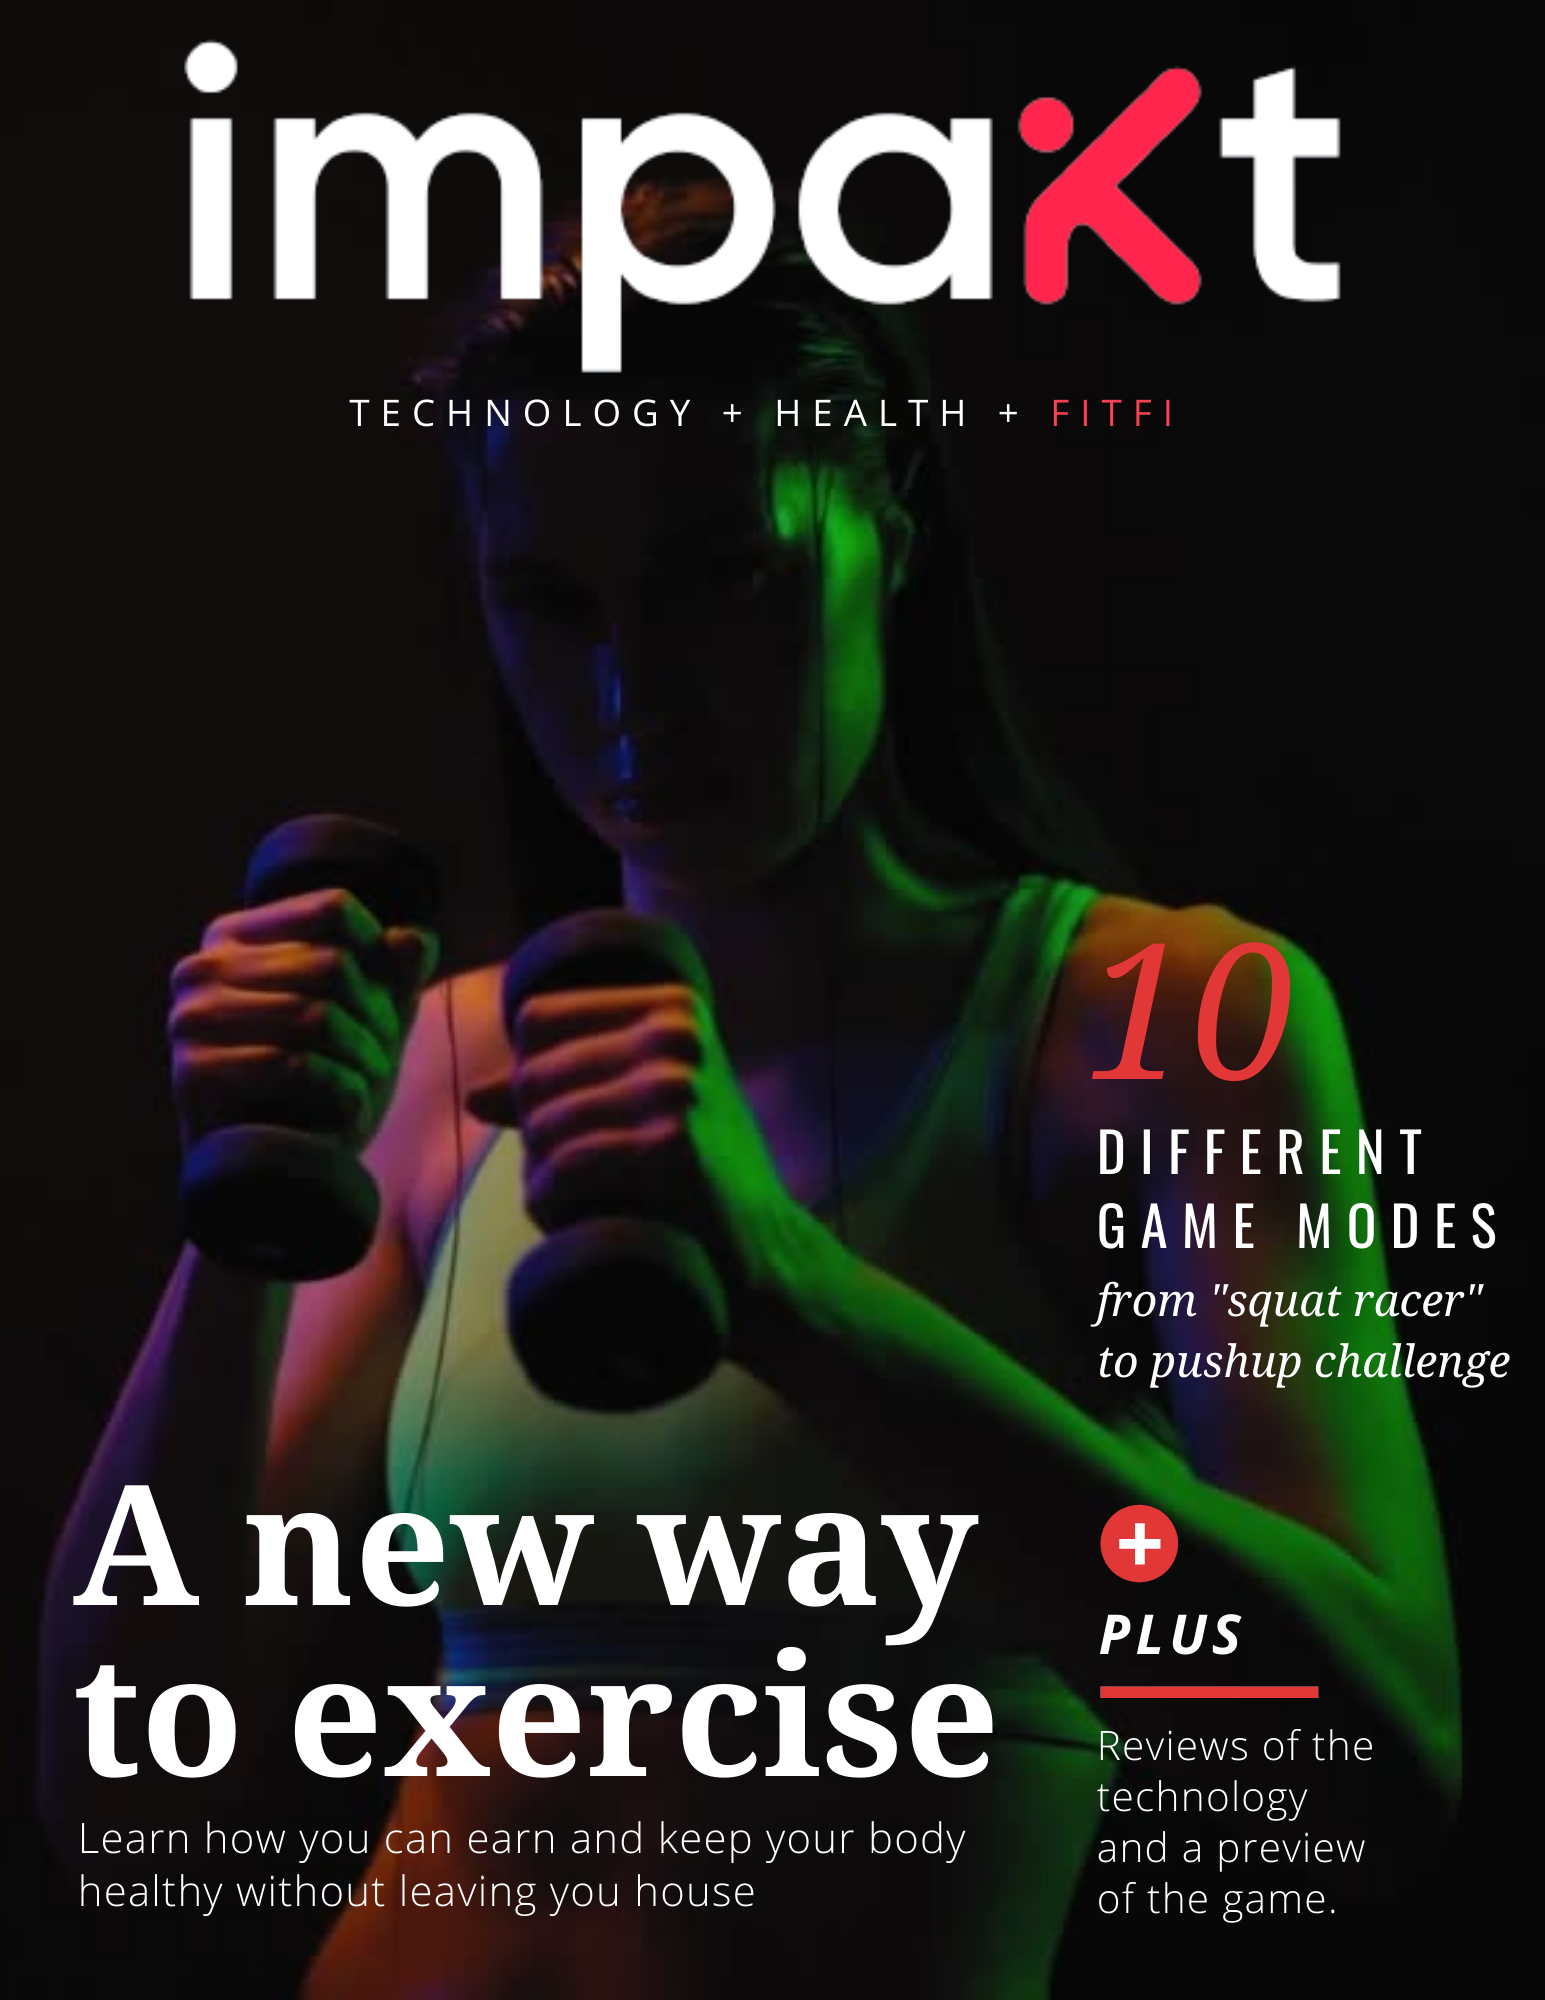 impakt
TECHNOLOGY + HEALTH + FITFI
10
DIFFERENT
GAME MODES
from "squat racer"
to pushup challenge
A new way
to exercise
Learn how you can earn and keep your body
healthy without leaving you house
+
PLUS
Reviews of the
technology
and a preview
of the game.